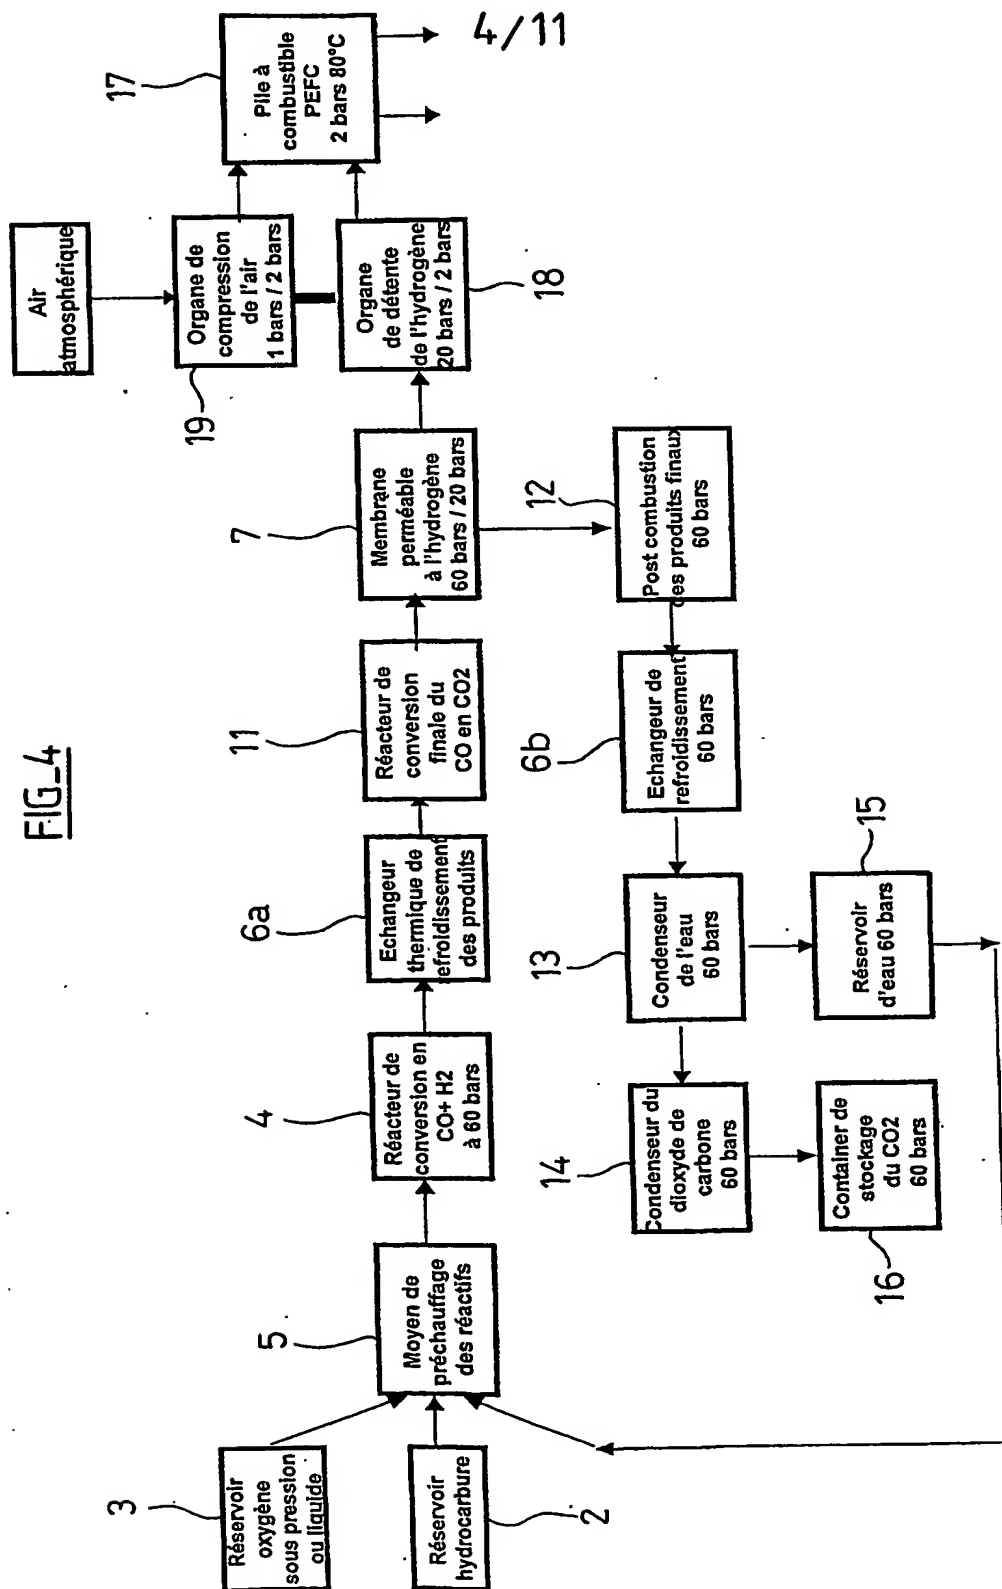 4/11
FIG_4
Réservoir
oxygène
sous pression
ou liquide
3
Réservoir
hydrocarbure
2
Moyen de
préchauffage
des réactifs
5
Réacteur de
conversion en
CO+ H2
à 60 bars
4
Echangeur
thermique de
refroidissement
des produits
6a
Réacteur de
conversion
finale du
CO en CO2
11
Membrane
perméable
à l'hydrogène
60 bars / 20 bars
7
Air
atmosphérique
Organe de
compression
de l'air
1 bars / 2 bars
19
Organe
de détente
de l'hydrogène
20 bars / 2 bars
18
Pile à
combustible
PEFC
2 bars 80°C
17
Post combustion
des produits finaux
60 bars
12
Echangeur de
refroidissement
60 bars
6b
Condenseur
de l'eau
60 bars
13
Réservoir
d'eau 60 bars
15
Condenseur du
dioxyde de
carbone
60 bars
14
Container de
stockage
du CO2
60 bars
16